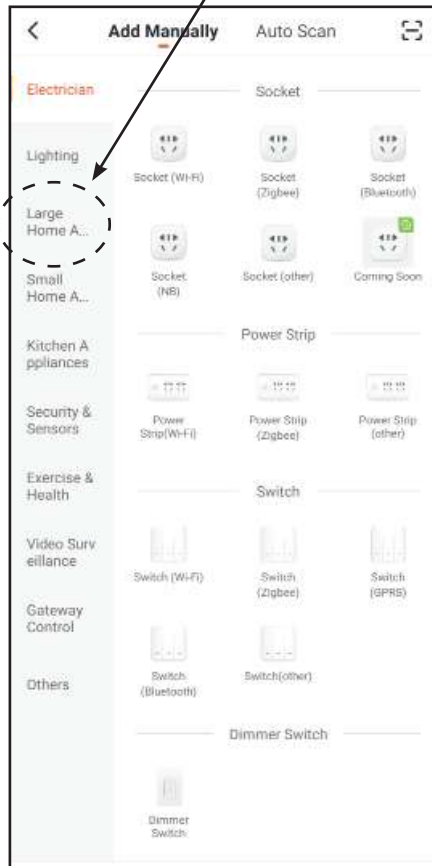 Add Manually
Auto Scan
Electrician
Lighting
Large
Home A...
Small
Home A...
Kitchen A
ppliances
Security &
Sensors
Exercise &
Health
Video Surv
eillance
Gateway
Control
Others
Socket
Socket (Wi-Fi)
Socket
(Zigbee)
Socket
(Bluetooth)
Socket
(NB)
Socket (other)
Coming Soon
Power Strip
Power
Strip(Wi-Fi)
Power Strip
(Zigbee)
Power Strip
(other)
Switch
Switch (Wi-Fi)
Switch
(Zigbee)
Switch
(GPRS)
Switch
(Bluetooth)
Switch(other)
Dimmer Switch
Dimmer
Switch